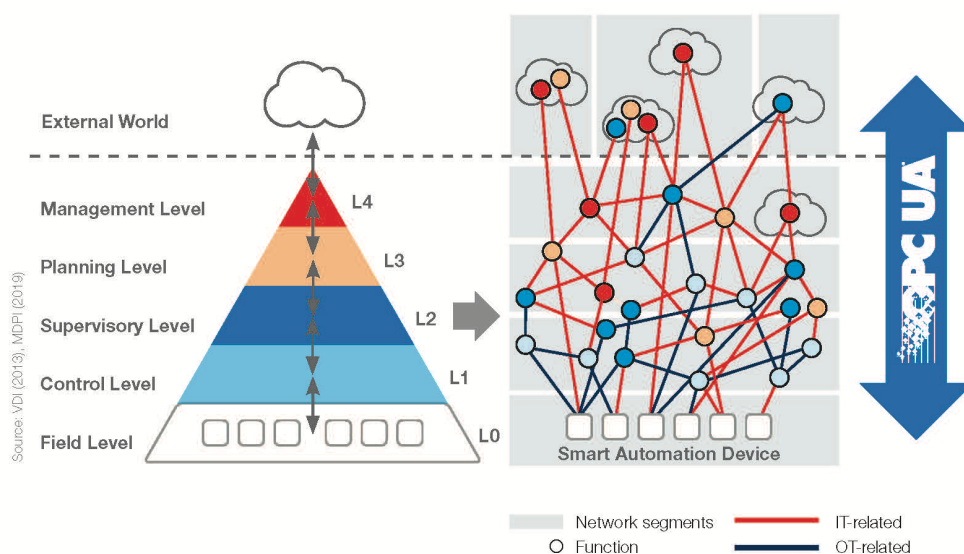 External World
Management Level
Planning Level
Supervisory Level
Control Level
Field Level
L4
L3
L2
L1
L0
Source: VDI (2013), MDPI (2019)
Smart Automation Device
OPC UA
Network segments
Function
IT-related
OT-related